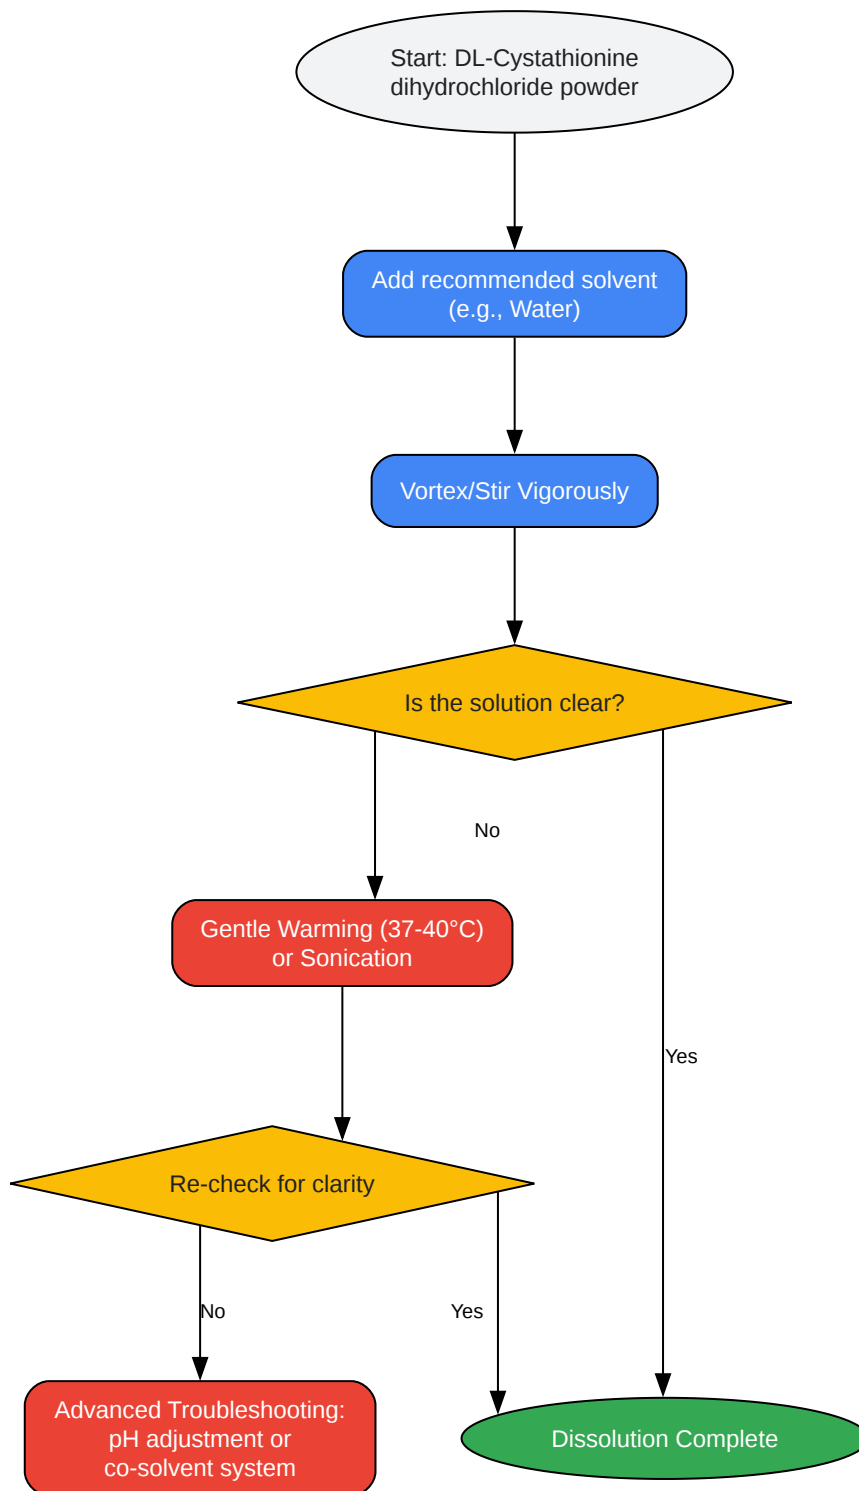 Start: DL-Cystathionine
dihydrochloride powder
Add recommended solvent
(e.g., Water)
Vortex/Stir Vigorously
Is the solution clear?
No
Gentle Warming (37-40°C)
or Sonication
Yes
Re-check for clarity
No
Yes
Advanced Troubleshooting:
pH adjustment or
co-solvent system
Dissolution Complete